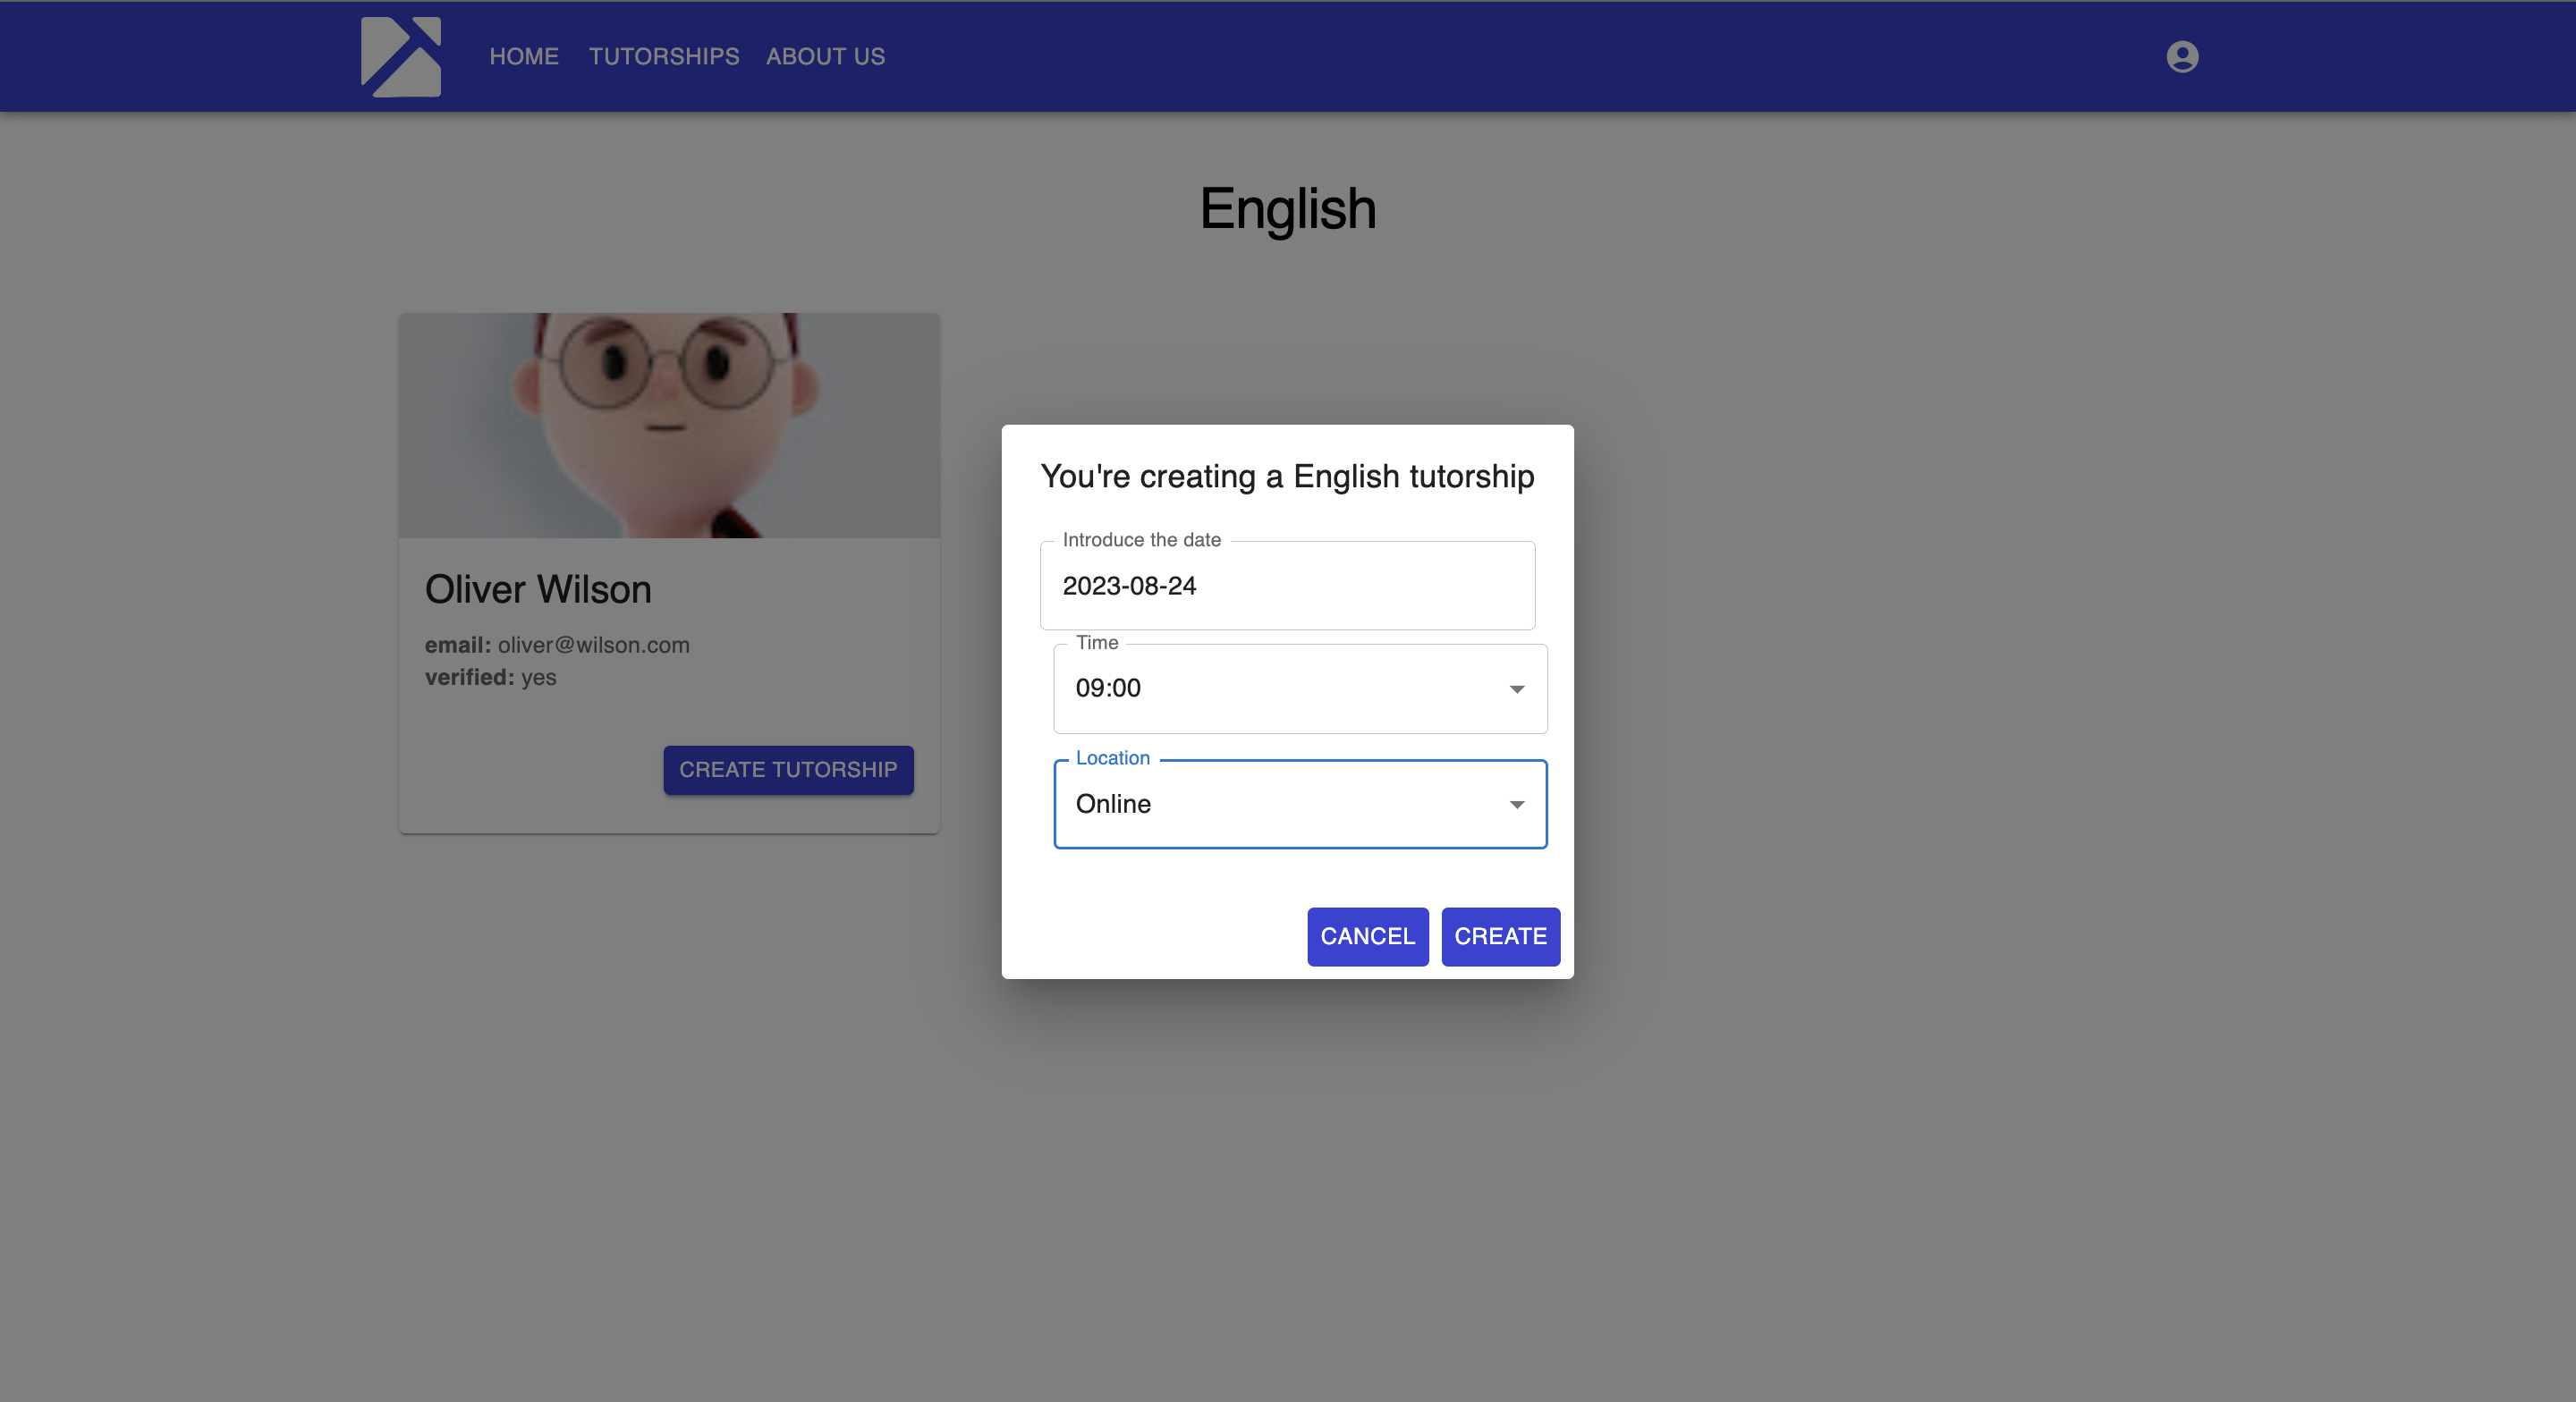 HOME TUTORSHIPS ABOUT US
English
Oliver Wilson
email: oliver@wilson.com
verified: yes
CREATE TUTORSHIP
You're creating a English tutorship
Introduce the date
2023-08-24
Time
09:00
Location
Online
CANCEL CREATE